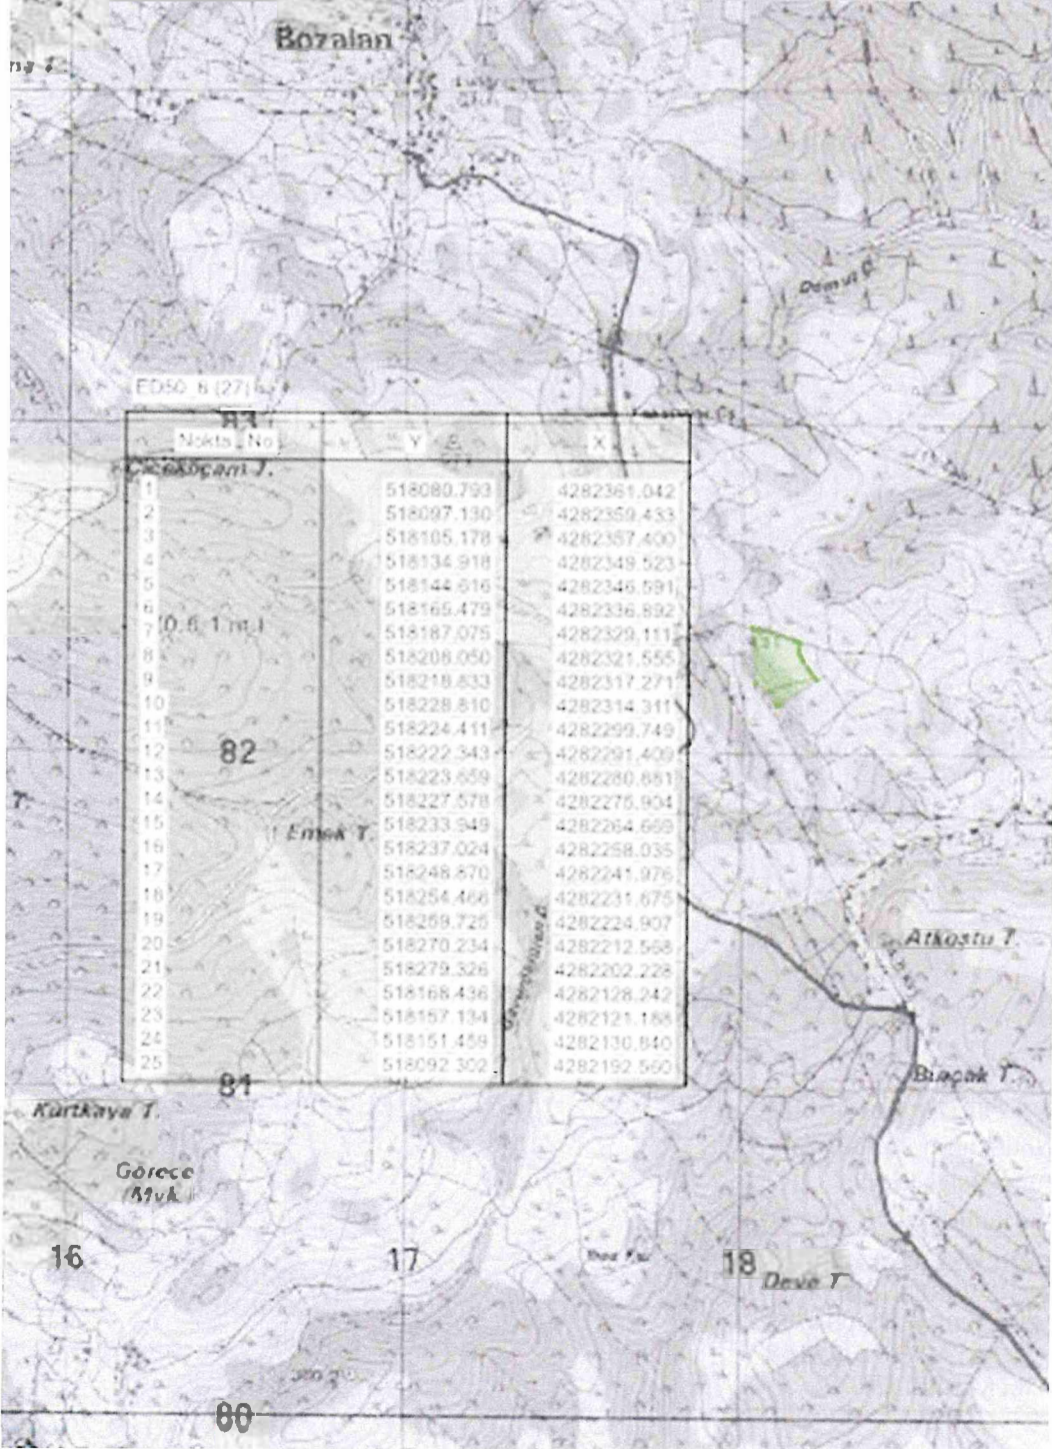 Bozalan
Domuz D.
ED50 6 (27)
83
Nokta_No Y X
Çiçekoçam T.
1 518080.793 4282361.042
2 518097.130 4282359.433
3 518105.178 4282357.400
4 518134.918 4282349.523
5 518144.616 4282346.591
6 518165.479 4282336.892
7 518187.075 4282329.111
8 518208.050 4282321.555
9 518218.833 4282317.271
10 518228.810 4282314.311
11 518224.411 4282299.749
12 518222.343 4282291.409
13 518223.659 4282280.881
14 518227.578 4282275.904
15 518233.949 4282264.669
16 518237.024 4282258.035
17 518248.870 4282241.976
18 518254.466 4282231.675
19 518259.725 4282224.907
20 518270.234 4282212.568
21 518279.326 4282202.228
22 518168.436 4282128.242
23 518157.134 4282121.188
24 518151.459 4282130.840
25 518092.302 4282192.560
82
Emek T.
Atkostu T.
81
Bıçak T.
Kurtkaya T.
Görece
(Mvk.)
16
17
18
Deve T
80